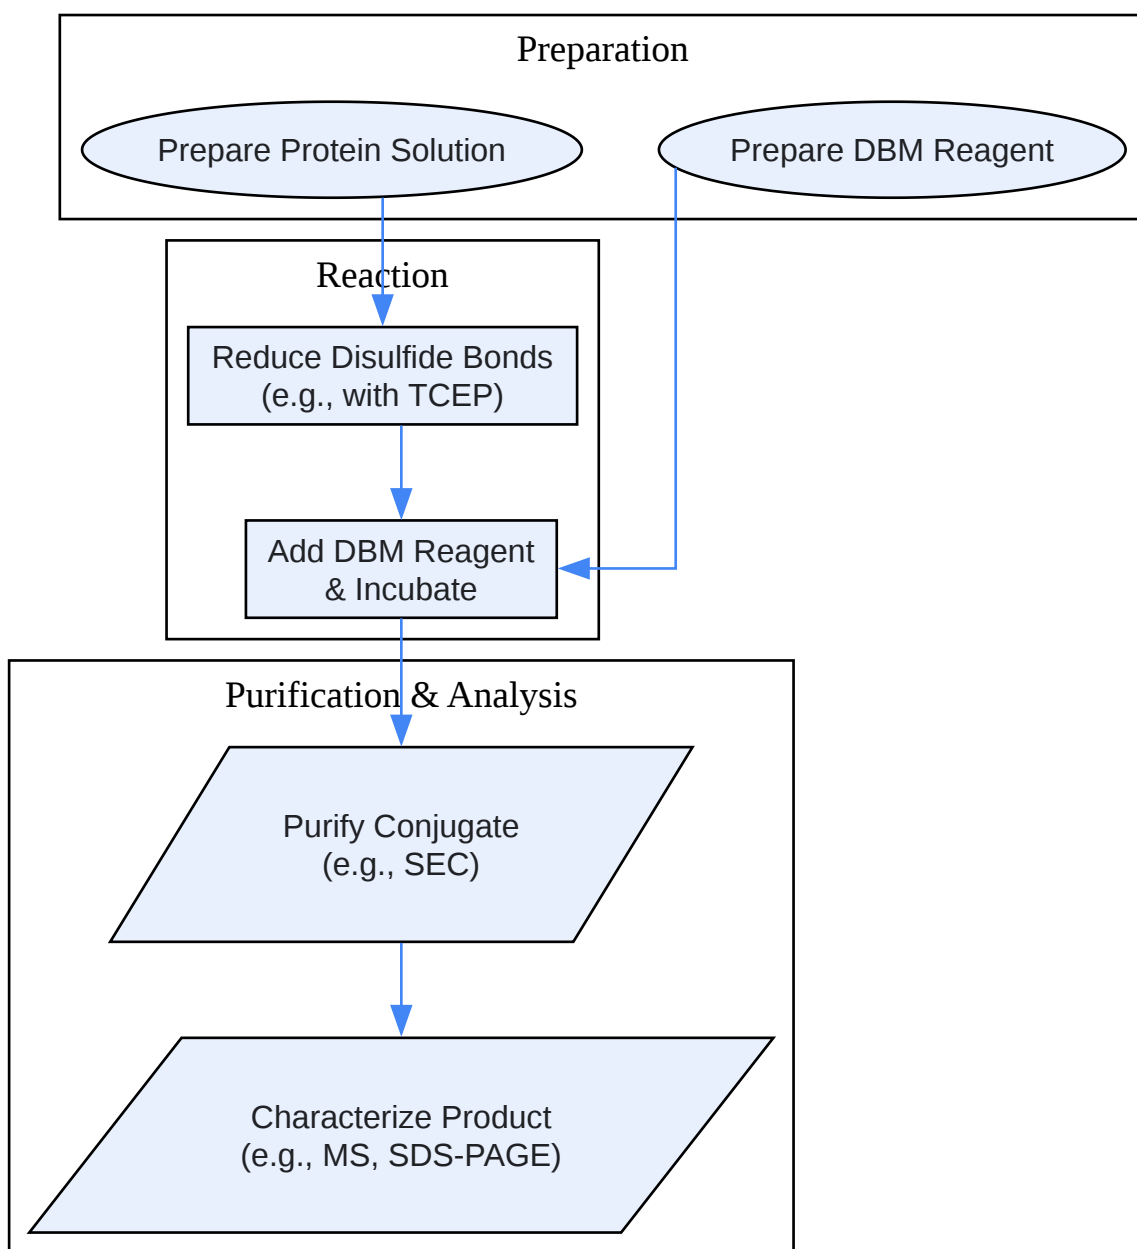 Preparation
Prepare Protein Solution
Prepare DBM Reagent
Reaction
Reduce Disulfide Bonds
(e.g., with TCEP)
Add DBM Reagent
& Incubate
Purification & Analysis
Purify Conjugate
(e.g., SEC)
Characterize Product
(e.g., MS, SDS-PAGE)